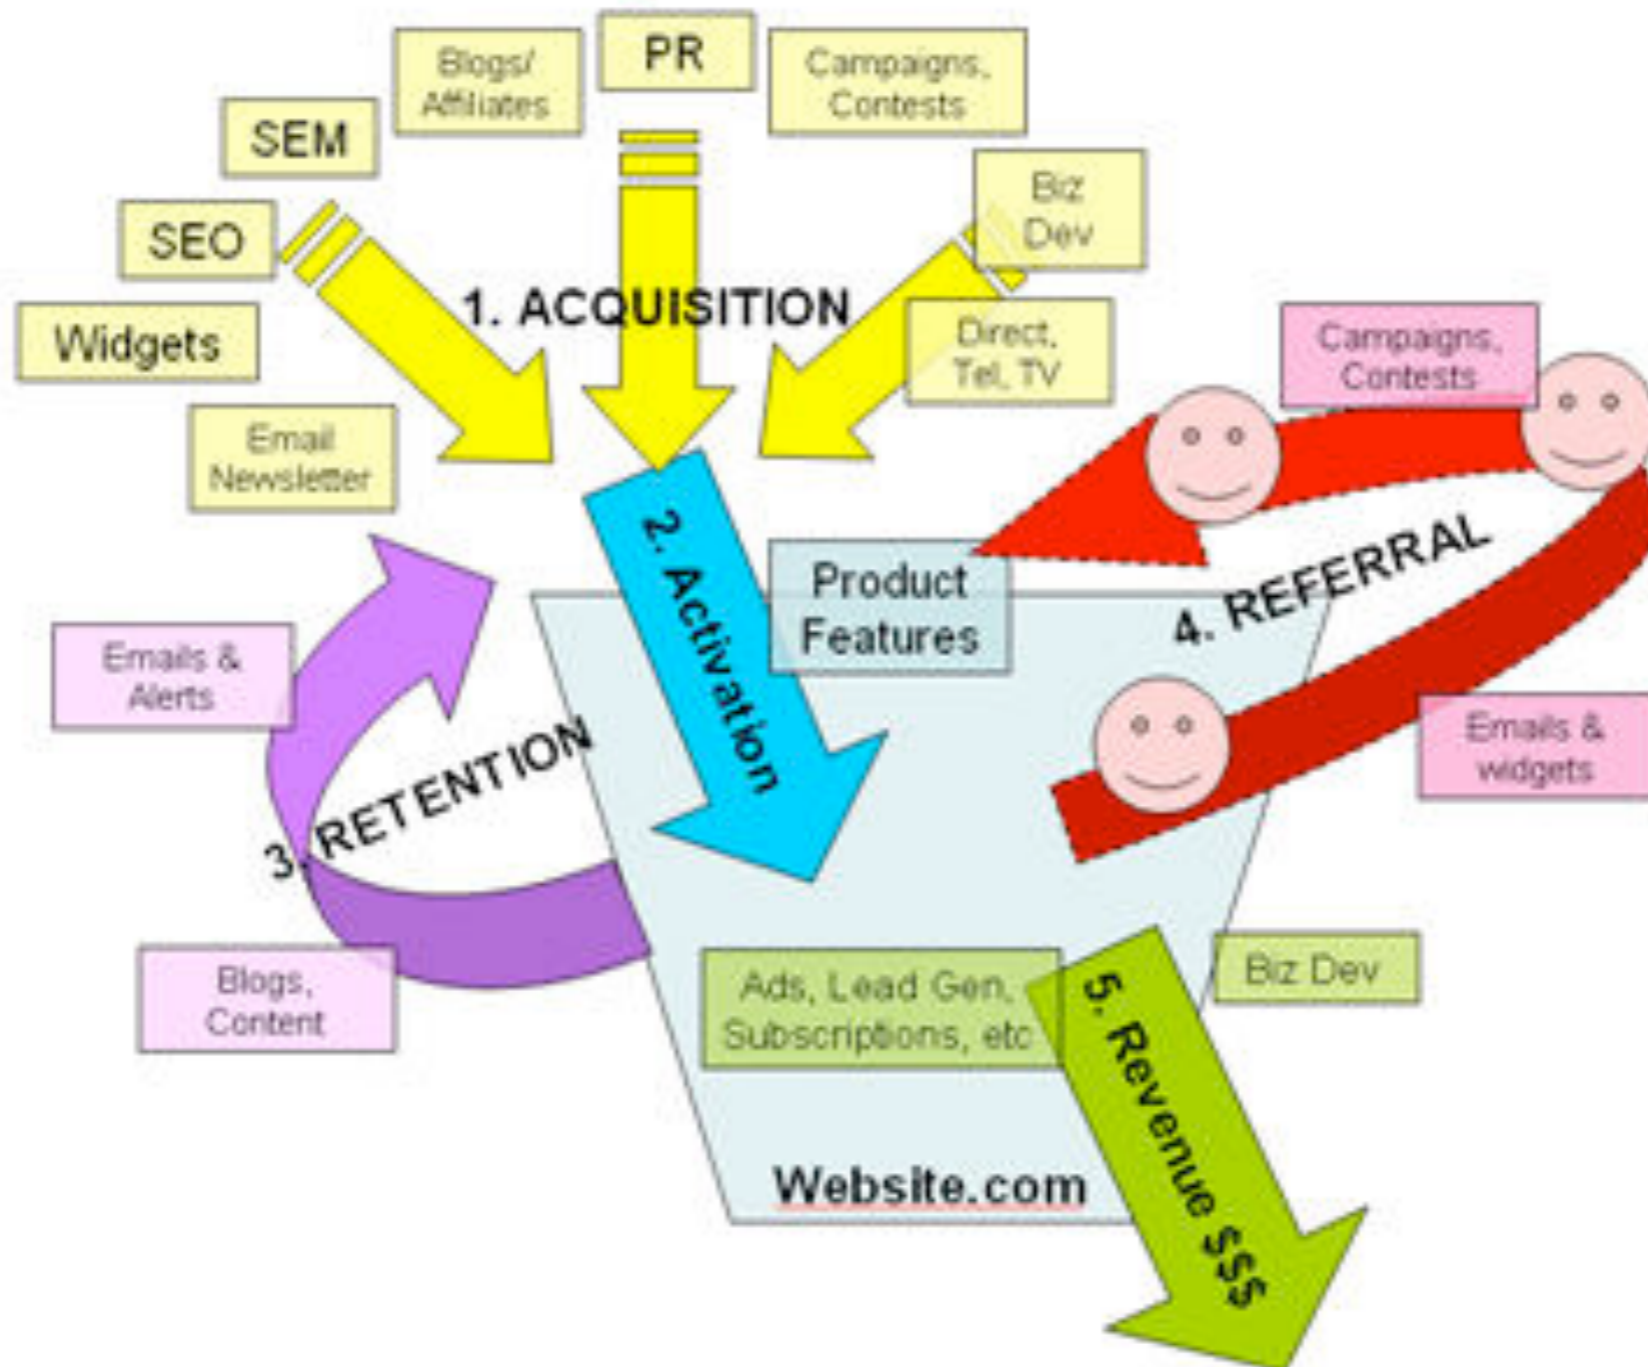 PR
Blogs/
Affiliates
Campaigns,
Contests
SEM
Biz
Dev
SEO
1. ACQUISITION
Widgets
Direct,
Tel, TV
Campaigns,
Contests
Email
Newsletter
2. Activation
Product
Features
4. REFERRAL
Emails &
Alerts
3. RETENTION
Emails &
widgets
Blogs,
Content
Ads, Lead Gen,
Subscriptions, etc
Biz Dev
5. Revenue $$$
Website.com